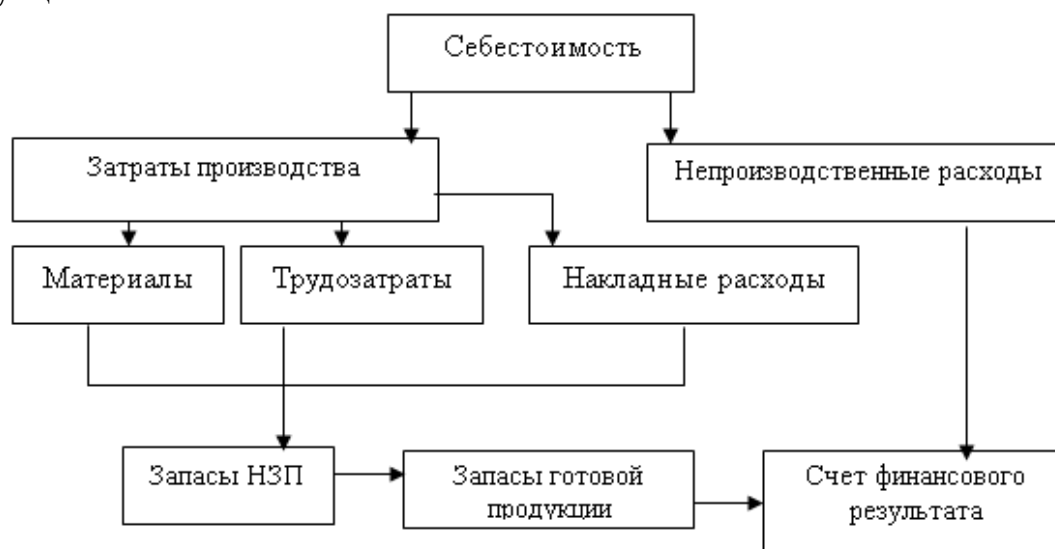 Себестоимость
Затраты производства
Непроизводственные расходы
Материалы
Трудозатраты
Накладные расходы
Запасы НЗП
Запасы готовой
продукции
Счет финансового
результата